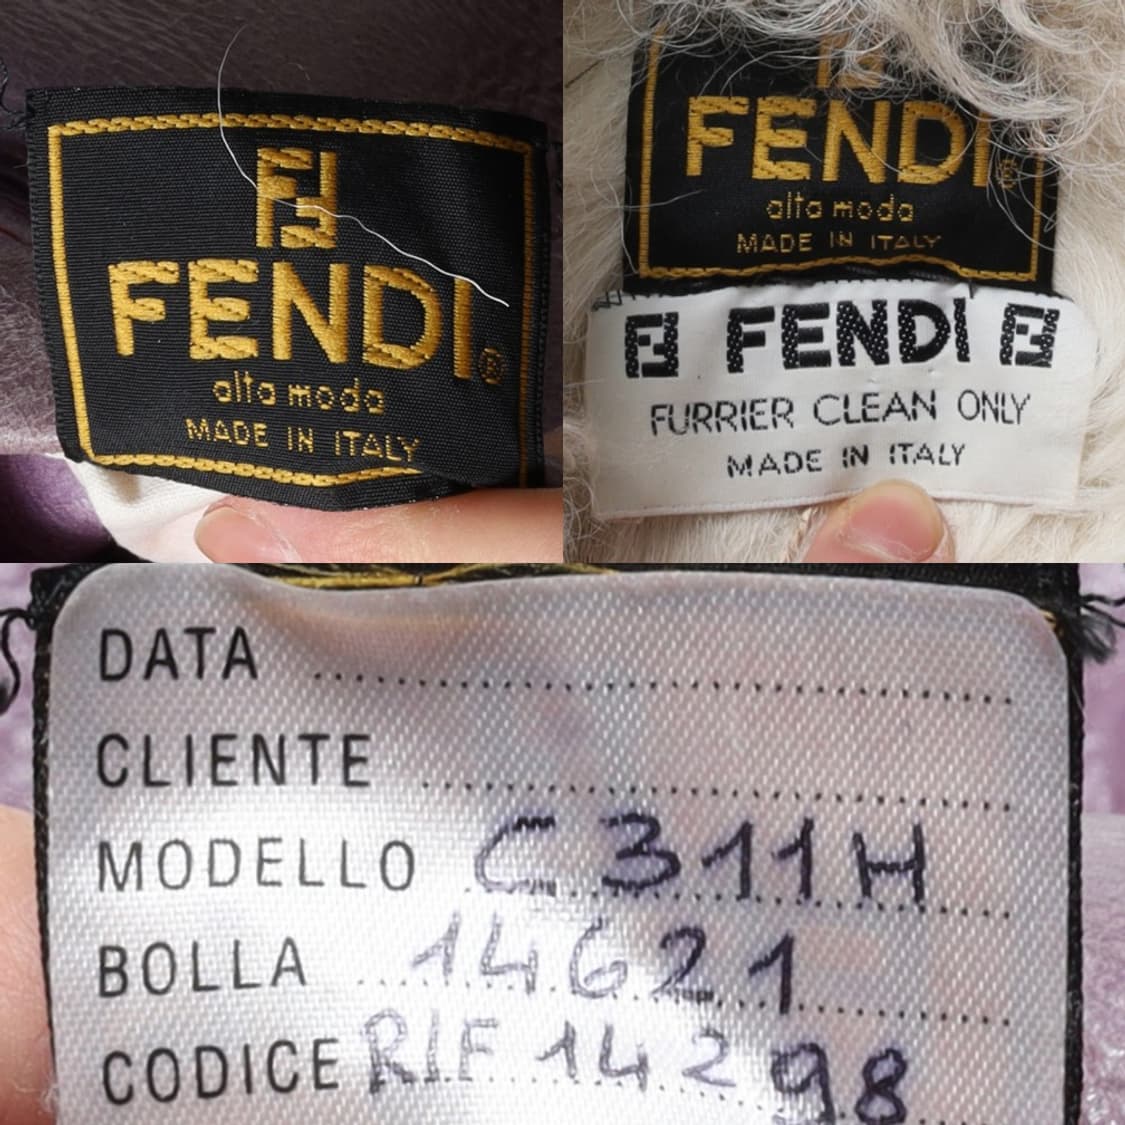 FENDI®
alta moda
MADE IN ITALY
FENDI®
alta moda
MADE IN ITALY
FENDI
FURRIER CLEAN ONLY
MADE IN ITALY
DATA
CLIENTE
MODELLO C311H
BOLLA 14621
CODICE RIF 14298